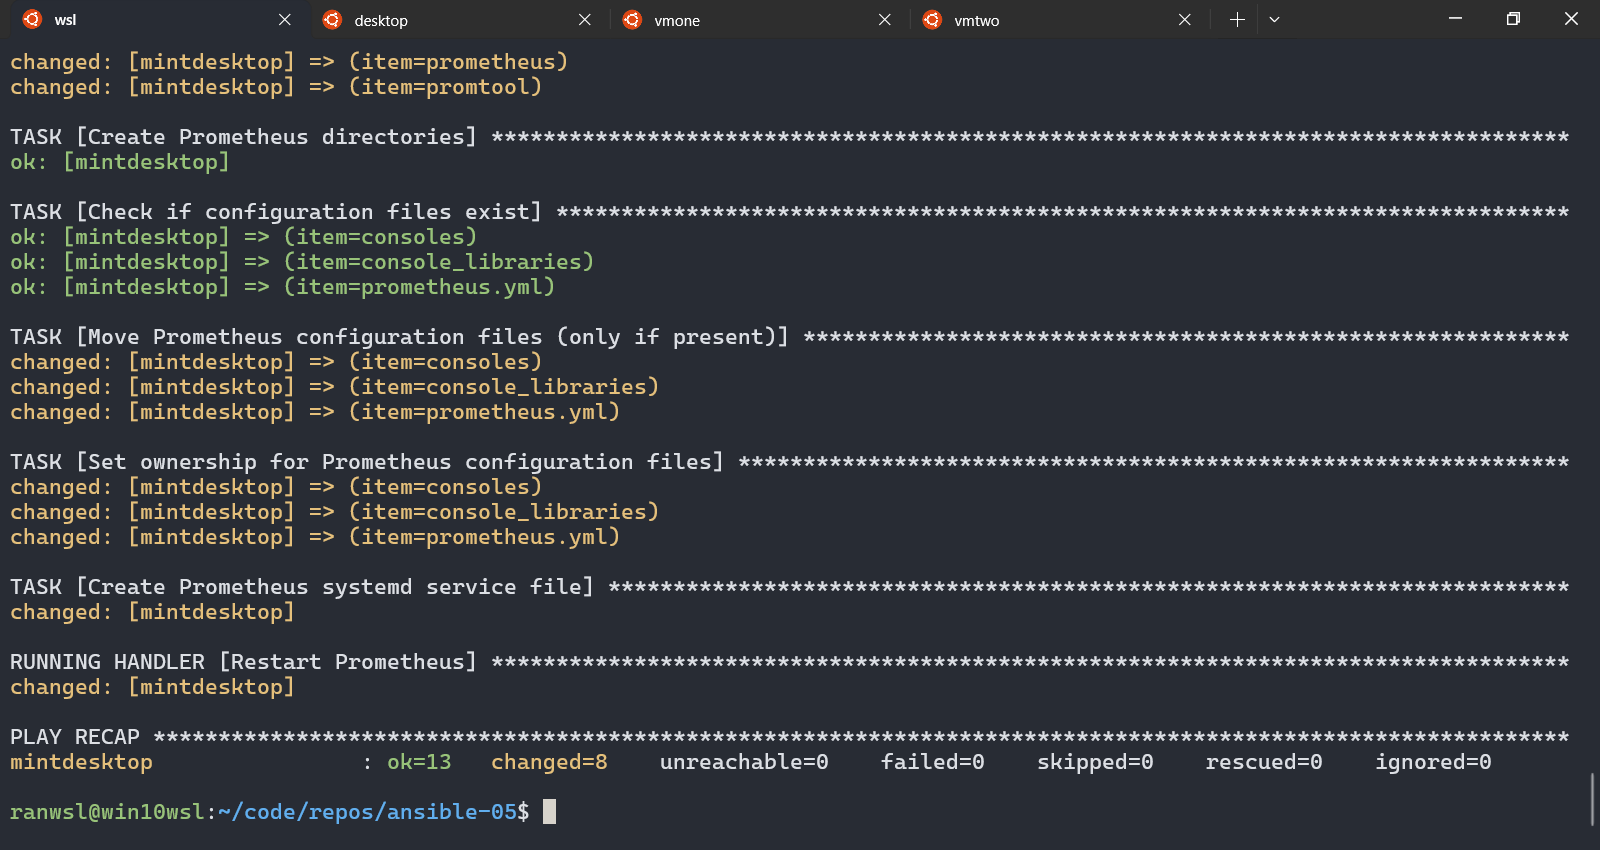 wsl desktop vmone vmtwo
changed: [mintdesktop] => (item=prometheus)
changed: [mintdesktop] => (item=promtool)
TASK [Create Prometheus directories] ***********************************************************************************
ok: [mintdesktop]
TASK [Check if configuration files exist] ******************************************************************************
ok: [mintdesktop] => (item=consoles)
ok: [mintdesktop] => (item=console_libraries)
ok: [mintdesktop] => (item=prometheus.yml)
TASK [Move Prometheus configuration files (only if present)] ***********************************************************
changed: [mintdesktop] => (item=consoles)
changed: [mintdesktop] => (item=console_libraries)
changed: [mintdesktop] => (item=prometheus.yml)
TASK [Set ownership for Prometheus configuration files] ****************************************************************
changed: [mintdesktop] => (item=consoles)
changed: [mintdesktop] => (item=console_libraries)
changed: [mintdesktop] => (item=prometheus.yml)
TASK [Create Prometheus systemd service file] **************************************************************************
changed: [mintdesktop]
RUNNING HANDLER [Restart Prometheus] ***********************************************************************************
changed: [mintdesktop]
PLAY RECAP *************************************************************************************************************
mintdesktop                : ok=13   changed=8    unreachable=0    failed=0    skipped=0    rescued=0    ignored=0
ranwsl@win10wsl:~/code/repos/ansible-05$